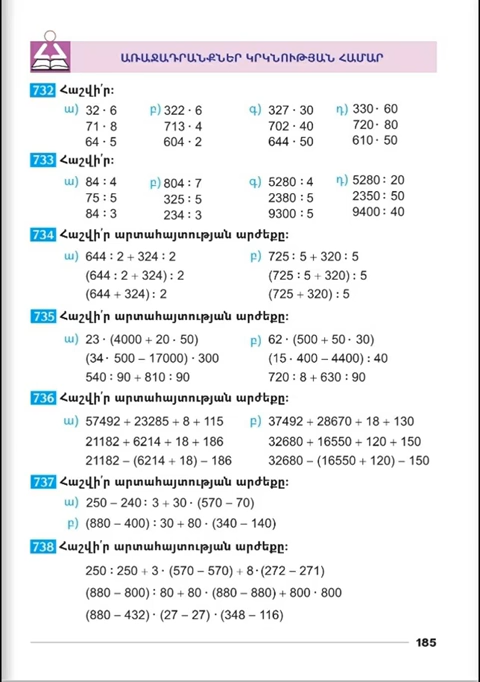 ԱՌԱՋԱԴՐԱՆՔՆԵՐ ԿՐԿՆՈՒԹՅԱՆ ՀԱՄԱՐ
732 Հաշվի՛ր:
ա) 32 · 6 բ) 322 · 6 գ) 327 · 30 դ) 330 · 60
71 · 8 713 · 4 702 · 40 720 · 80
64 · 5 604 · 2 644 · 50 610 · 50
733 Հաշվի՛ր:
ա) 84 : 4 բ) 804 : 7 գ) 5280 : 4 դ) 5280 : 20
75 : 5 325 : 5 2380 : 5 2350 : 50
84 : 3 234 : 3 9300 : 5 9400 : 40
734 Հաշվի՛ր արտահայտության արժեքը:
ա) 644 : 2 + 324 : 2 բ) 725 : 5 + 320 : 5
(644 : 2 + 324) : 2 (725 : 5 + 320) : 5
(644 + 324) : 2 (725 + 320) : 5
735 Հաշվի՛ր արտահայտության արժեքը:
ա) 23 · (4000 + 20 · 50) բ) 62 · (500 + 50 · 30)
(34 · 500 – 17000) · 300 (15 · 400 – 4400) : 40
540 : 90 + 810 : 90 720 : 8 + 630 : 90
736 Հաշվի՛ր արտահայտության արժեքը:
ա) 57492 + 23285 + 8 + 115 բ) 37492 + 28670 + 18 + 130
21182 + 6214 + 18 + 186 32680 + 16550 + 120 + 150
21182 – (6214 + 18) – 186 32680 – (16550 + 120) – 150
737 Հաշվի՛ր արտահայտության արժեքը:
ա) 250 – 240 : 3 + 30 · (570 – 70)
բ) (880 – 400) : 30 + 80 · (340 – 140)
738 Հաշվի՛ր արտահայտության արժեքը:
250 : 250 + 3 · (570 – 570) + 8 · (272 – 271)
(880 – 800) : 80 + 80 · (880 – 880) + 800 · 800
(880 – 432) · (27 – 27) · (348 – 116)
185